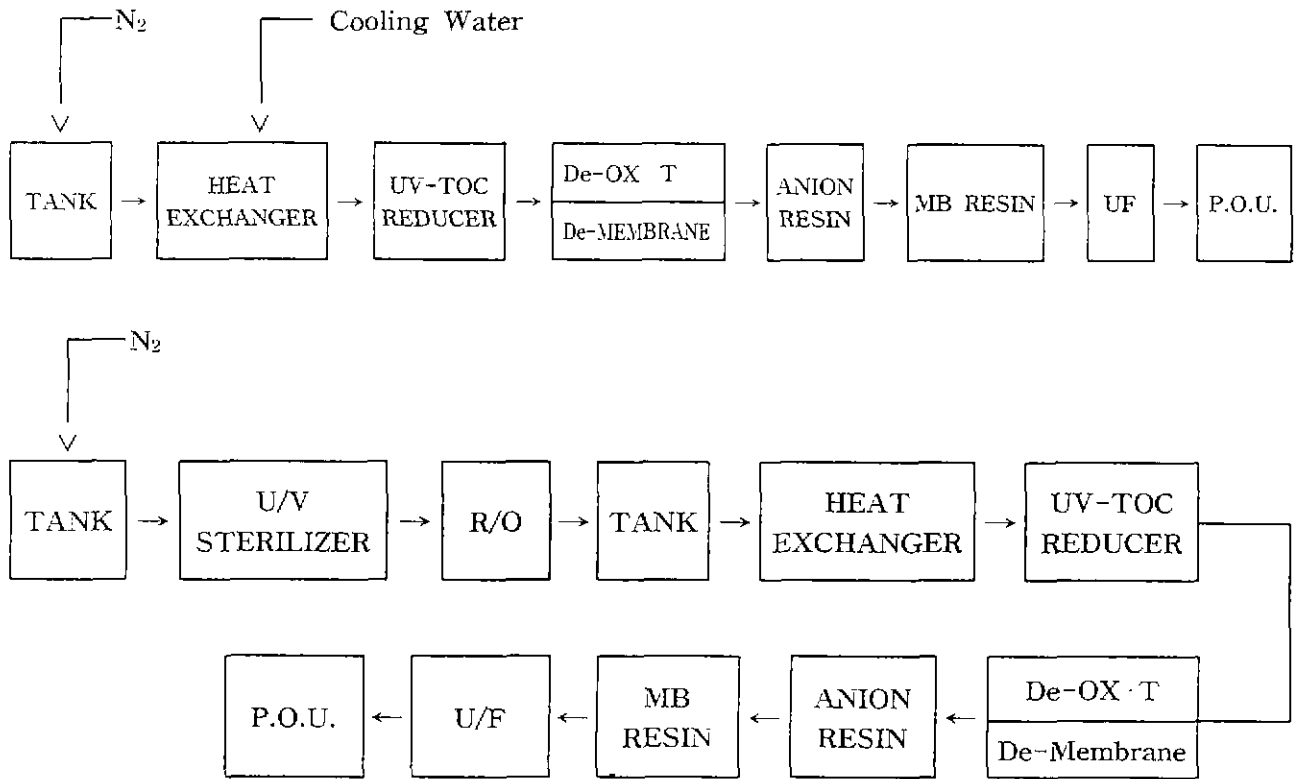 N₂
Cooling Water
TANK
HEAT
EXCHANGER
UV-TOC
REDUCER
De-OX T
De-MEMBRANE
ANION
RESIN
MB RESIN
UF
P.O.U.
N₂
TANK
U/V
STERILIZER
R/O
TANK
HEAT
EXCHANGER
UV-TOC
REDUCER
P.O.U.
U/F
MB
RESIN
ANION
RESIN
De-OX·T
De-Membrane